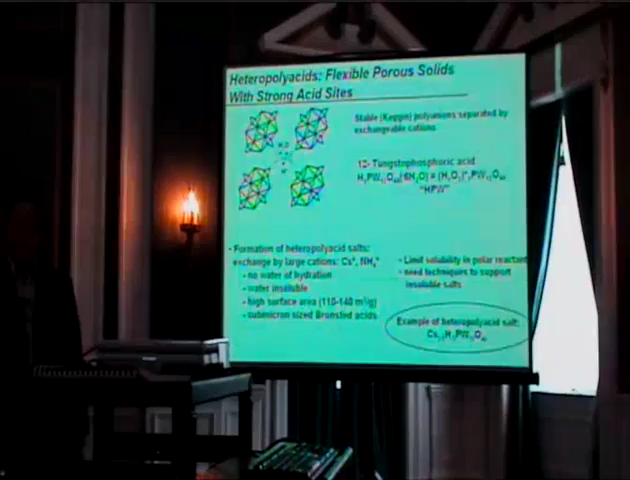 Heteropolyacids: Flexible Porous Solids
With Strong Acid Sites
Stable (Keggin) polyanions separated by
exchangeable cations
H₂O
H⁺
12- Tungstophosphoric acid
"HPW"
• Formation of heteropolyacid salts:
exchange by large cations: Cs⁺, NH₄⁺
- no water of hydration
- water insoluble
- high surface area (110-140 m²/g)
- submicron sized Bronsted acids
• Limit solubility in polar reactant
• need techniques to support
insoluble salts
Example of heteropolyacid salt: